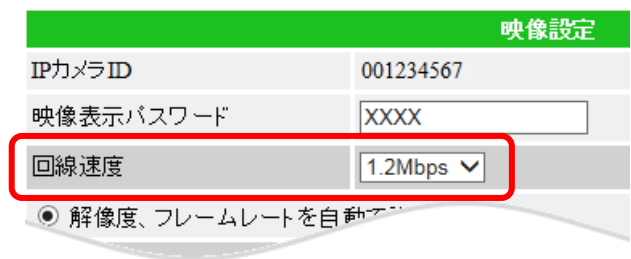 映像設定
IPカメラID 001234567
映像表示パスワード XXXX
回線速度 1.2Mbps
解像度、フレームレートを自動で